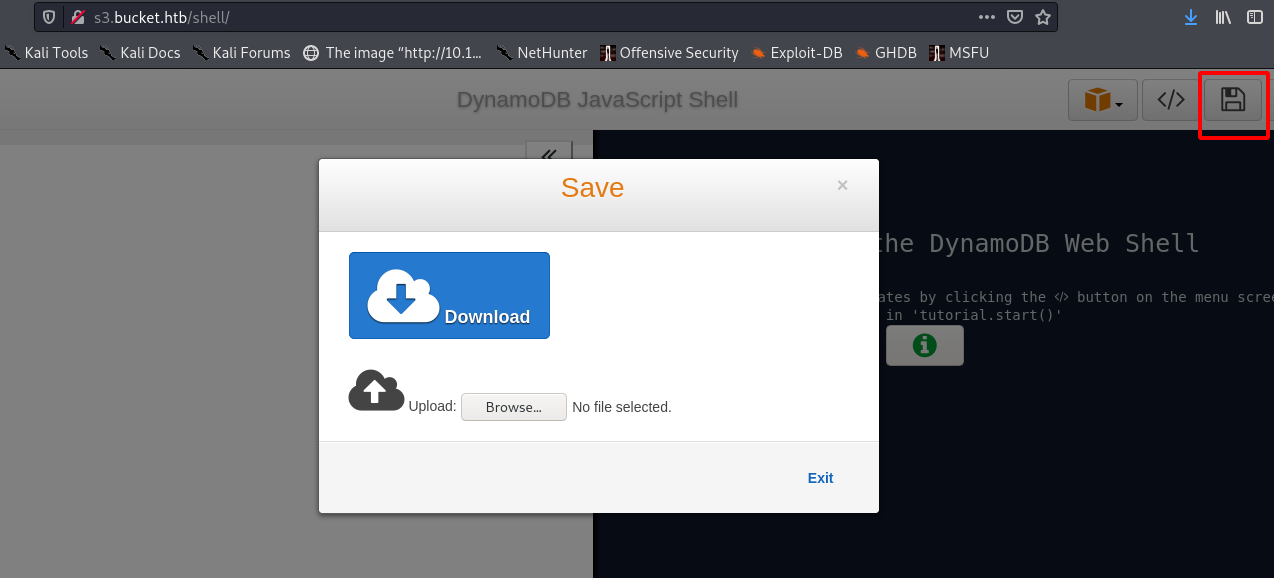 s3.bucket.htb/shell/
Kali Tools Kali Docs Kali Forums The image “http://10.1... NetHunter Offensive Security Exploit-DB GHDB MSFU
DynamoDB JavaScript Shell
</>
«
Save
×
the DynamoDB Web Shell
Download
ates by clicking the </> button on the menu scree
in 'tutorial.start()'
Upload: Browse... No file selected.
Exit